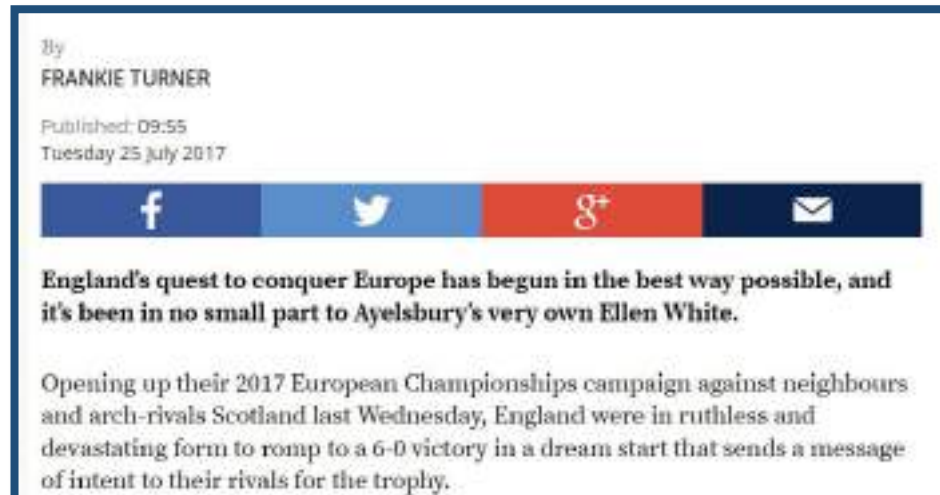 By
FRANKIE TURNER
Published: 09:55
Tuesday 25 July 2017
f
g+
England's quest to conquer Europe has begun in the best way possible, and
it's been in no small part to Ayelsbury's very own Ellen White.
Opening up their 2017 European Championships campaign against neighbours
and arch-rivals Scotland last Wednesday, England were in ruthless and
devastating form to romp to a 6-0 victory in a dream start that sends a message
of intent to their rivals for the trophy.